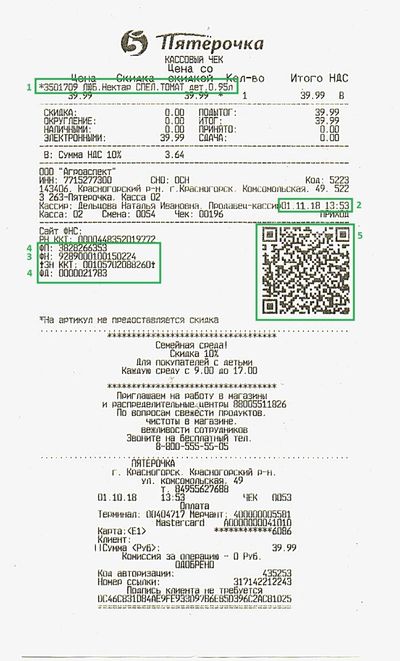 5 Пятёрочка
КАССОВЫЙ ЧЕК
Цена со
Цена Скидка скидкой Кол-во Итого НДС
1 *3501709 ЛЮБ.Нектар СПЕЛ.ТОМАТ дет.0.95л
39.99 39.99 * 1 39.99 В
СКИДКА: 0.00 ПОДЫТОГ: 39.99
ОКРУГЛЕНИЕ: 0.00 ИТОГ: 39.99
НАЛИЧНЫМИ: 0.00 ПРИНЯТО: 0.00
ЭЛЕКТРОННЫМИ: 39.99 СДАЧА: 0.00
В: Сумма НДС 10% 3.64
ООО "Агроаспект"
ИНН: 7715277300 СНО: ОСН Код: 5223
143406, Красногорский р-н, г.Красногорск, Комсомольская, 49, 522
3 263-Пятерочка, Касса 02
Кассир: Дельцова Наталья Ивановна, Продавец-кассир 01.11.18 13:53 2
Касса: 02 Смена: 0054 Чек: 00196 ПРИХОД
Сайт ФНС:
РН ККТ: 0000448352019772
4 ФП: 3828266353
3 ФН: 9289000100150224
ЗН ККТ: 00105702088260
4 ФД: 0000021783
5
*На артикул не предоставляется скидка
Семейная среда!
Скидка 10%
Для покупателей с детьми
Каждую среду с 9.00 до 17.00
Приглашаем на работу в магазины
и распределительные центры 88005511826
По вопросам свежести продуктов,
чистоты в магазине,
вежливости сотрудников
Звоните на бесплатный тел.
8-800-555-55-05
ПЯТЕРОЧКА
г. Красногорск, Красногорский р-н,
ул. комсомольская, 49
т. 84955627688
01.10.18 13:53 ЧЕК 0053
Оплата
Терминал: 00404717 Мерчант: 400000005581
Mastercard A0000000041010
Карта:<E1> ************6086
Клиент:
Сумма <Руб>: 39.99
Комиссия за операцию - 0 Руб.
ОДОБРЕНО
Код авторизации: 435253
Номер ссылки: 317142212243
Подпись клиента не требуется